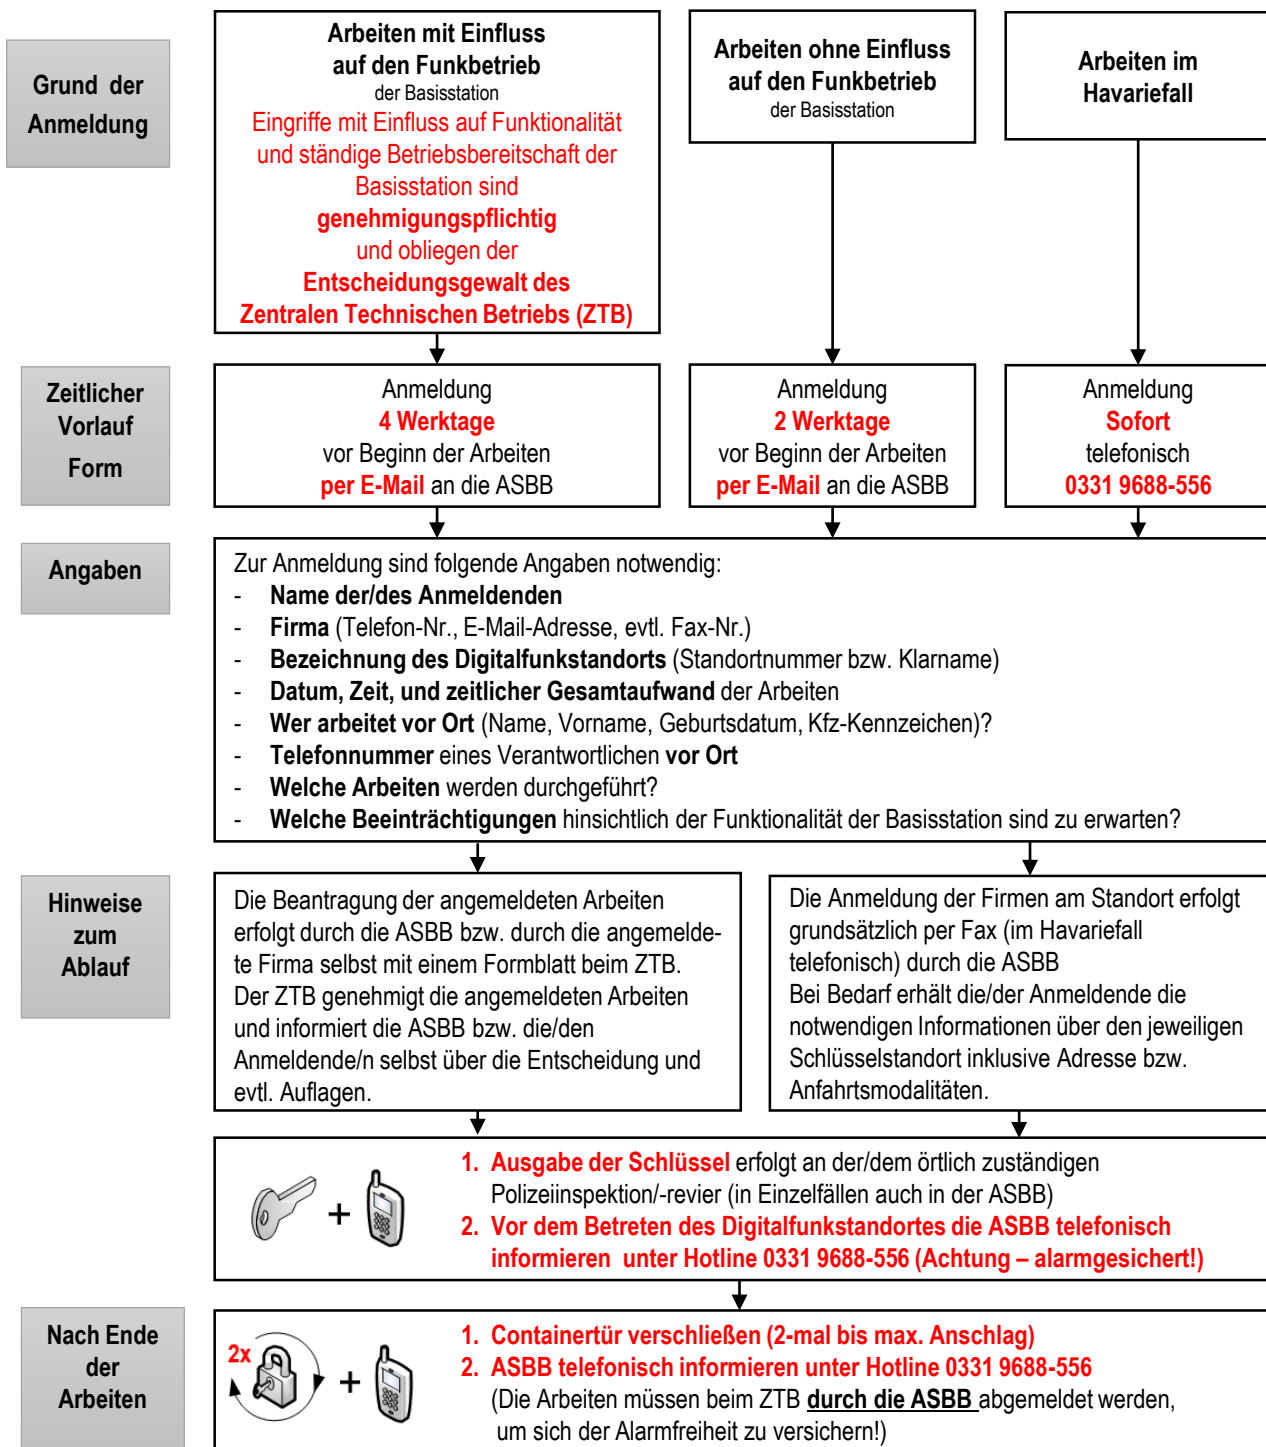 Grund der
Anmeldung
Arbeiten mit Einfluss
auf den Funkbetrieb
der Basisstation
Eingriffe mit Einfluss auf Funktionalität
und ständige Betriebsbereitschaft der
Basisstation sind
genehmigungspflichtig
und obliegen der
Entscheidungsgewalt des
Zentralen Technischen Betriebs (ZTB)
Arbeiten ohne Einfluss
auf den Funkbetrieb
der Basisstation
Arbeiten im
Havariefall
Zeitlicher
Vorlauf
Form
Anmeldung
4 Werktage
vor Beginn der Arbeiten
per E-Mail an die ASBB
Anmeldung
2 Werktage
vor Beginn der Arbeiten
per E-Mail an die ASBB
Anmeldung
Sofort
telefonisch
0331 9688-556
Angaben
Zur Anmeldung sind folgende Angaben notwendig:
- Name der/des Anmeldenden
- Firma (Telefon-Nr., E-Mail-Adresse, evtl. Fax-Nr.)
- Bezeichnung des Digitalfunkstandorts (Standortnummer bzw. Klarname)
- Datum, Zeit, und zeitlicher Gesamtaufwand der Arbeiten
- Wer arbeitet vor Ort (Name, Vorname, Geburtsdatum, Kfz-Kennzeichen)?
- Telefonnummer eines Verantwortlichen vor Ort
- Welche Arbeiten werden durchgeführt?
- Welche Beeinträchtigungen hinsichtlich der Funktionalität der Basisstation sind zu erwarten?
Hinweise
zum
Ablauf
Die Beantragung der angemeldeten Arbeiten
erfolgt durch die ASBB bzw. durch die angemelde-
te Firma selbst mit einem Formblatt beim ZTB.
Der ZTB genehmigt die angemeldeten Arbeiten
und informiert die ASBB bzw. die/den
Anmeldende/n selbst über die Entscheidung und
evtl. Auflagen.
Die Anmeldung der Firmen am Standort erfolgt
grundsätzlich per Fax (im Havariefall
telefonisch) durch die ASBB
Bei Bedarf erhält die/der Anmeldende die
notwendigen Informationen über den jeweiligen
Schlüsselstandort inklusive Adresse bzw.
Anfahrtsmodalitäten.
+
1. Ausgabe der Schlüssel erfolgt an der/dem örtlich zuständigen
Polizeiinspektion/-revier (in Einzelfällen auch in der ASBB)
2. Vor dem Betreten des Digitalfunkstandortes die ASBB telefonisch
informieren unter Hotline 0331 9688-556 (Achtung – alarmgesichert!)
Nach Ende
der
Arbeiten
2x
+
1. Containertür verschließen (2-mal bis max. Anschlag)
2. ASBB telefonisch informieren unter Hotline 0331 9688-556
(Die Arbeiten müssen beim ZTB durch die ASBB abgemeldet werden,
um sich der Alarmfreiheit zu versichern!)